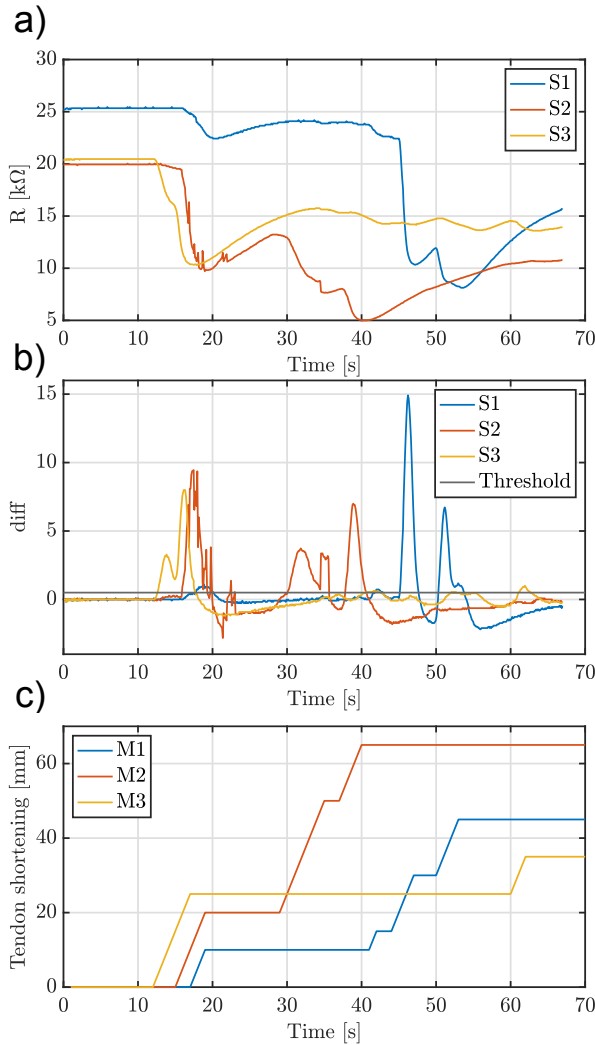 a)
30
25
20
15
10
5
R [kΩ]
S1
S2
S3
0 10 20 30 40 50 60 70
Time [s]
b)
15
10
5
0
diff
S1
S2
S3
Threshold
0 10 20 30 40 50 60 70
Time [s]
c)
60
40
20
0
Tendon shortening [mm]
M1
M2
M3
0 10 20 30 40 50 60 70
Time [s]